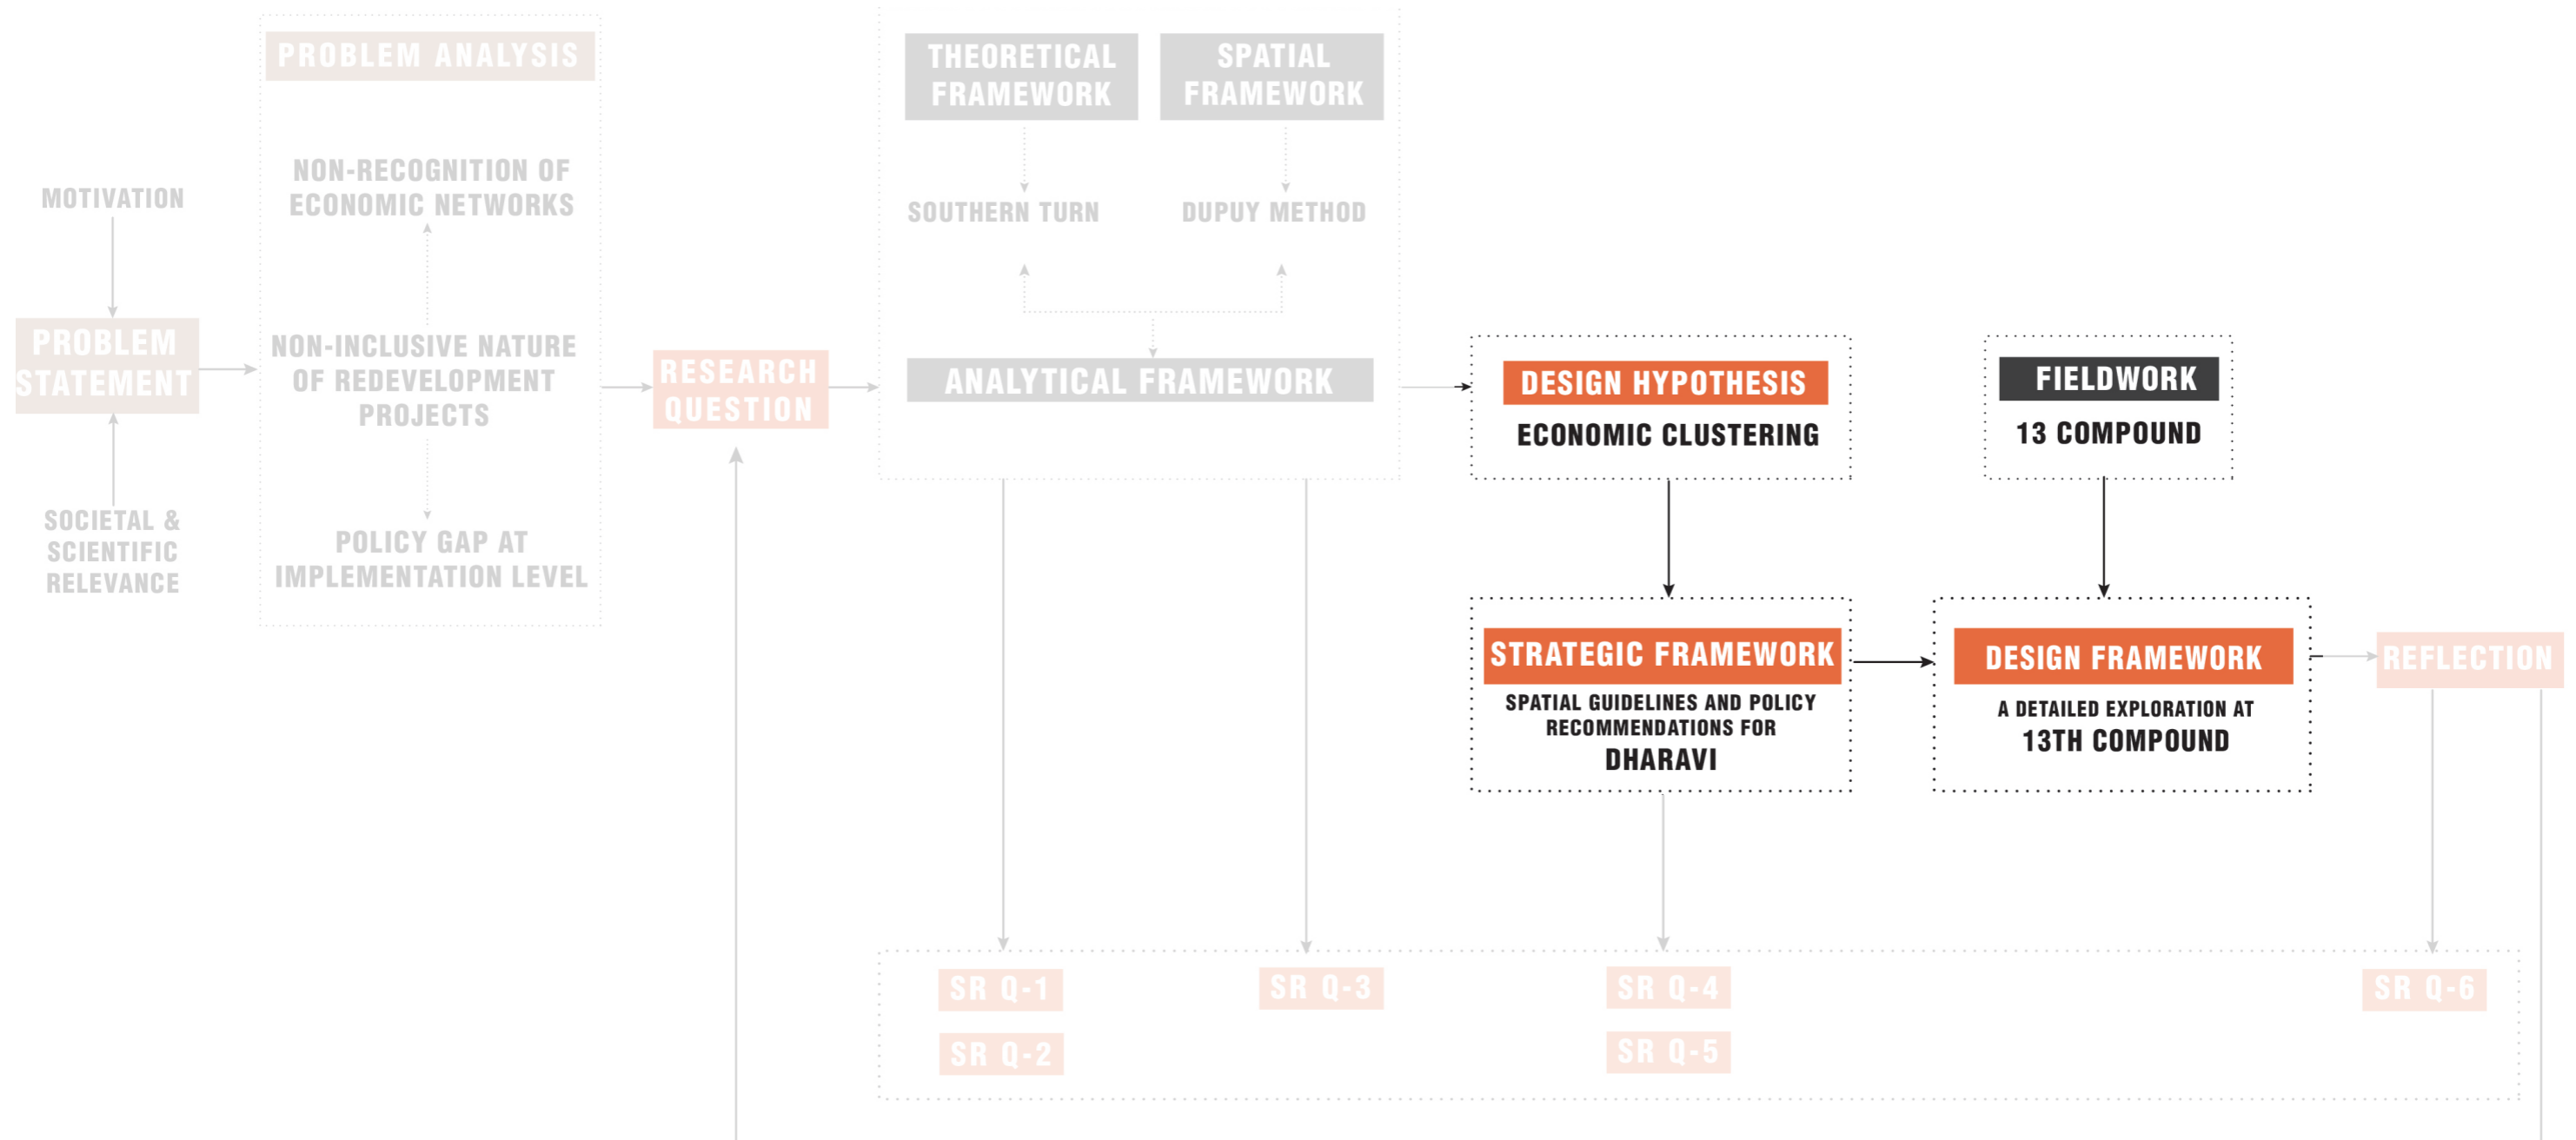 PROBLEM ANALYSIS
NON-RECOGNITION OF
ECONOMIC NETWORKS
MOTIVATION
PROBLEM
STATEMENT
NON-INCLUSIVE NATURE
OF REDEVELOPMENT
PROJECTS
SOCIETAL &
SCIENTIFIC
RELEVANCE
POLICY GAP AT
IMPLEMENTATION LEVEL
RESEARCH
QUESTION
THEORETICAL
FRAMEWORK
SPATIAL
FRAMEWORK
SOUTHERN TURN
DUPUY METHOD
ANALYTICAL FRAMEWORK
DESIGN HYPOTHESIS
ECONOMIC CLUSTERING
FIELDWORK
13 COMPOUND
STRATEGIC FRAMEWORK
SPATIAL GUIDELINES AND POLICY
RECOMMENDATIONS FOR
DHARAVI
DESIGN FRAMEWORK
A DETAILED EXPLORATION AT
13TH COMPOUND
REFLECTION
SR Q-1
SR Q-2
SR Q-3
SR Q-4
SR Q-5
SR Q-6